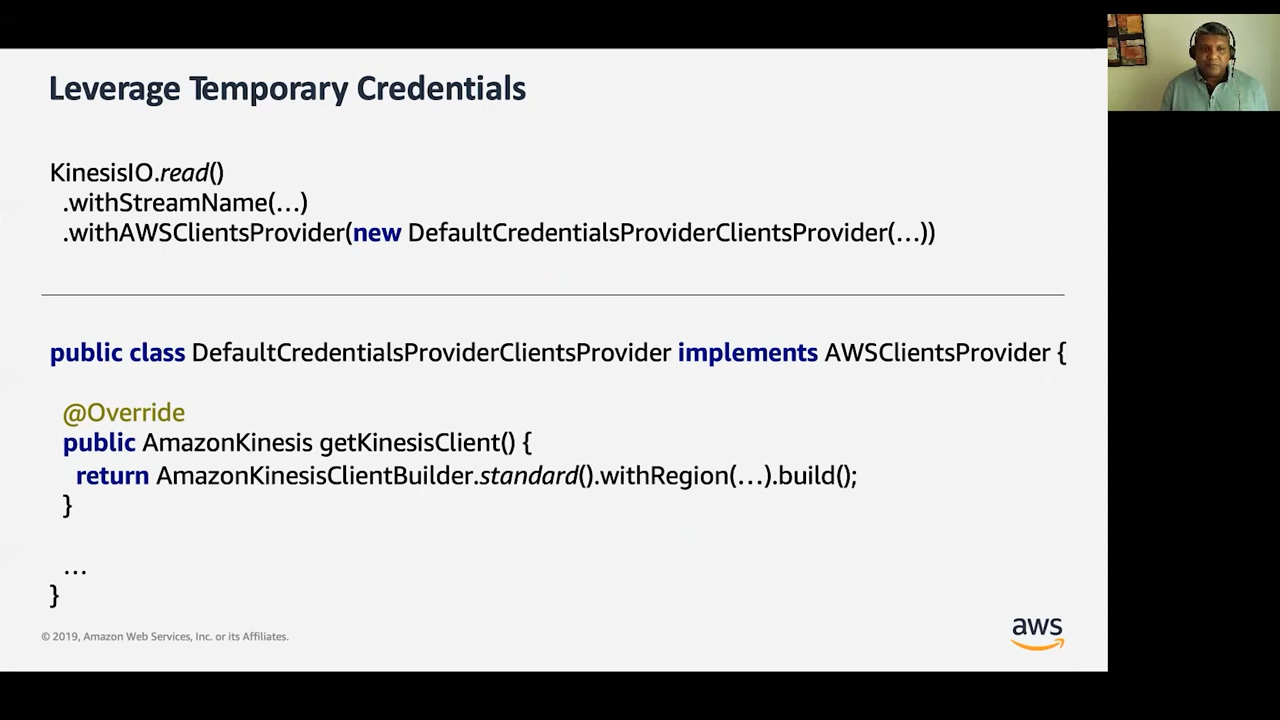 Leverage Temporary Credentials
KinesisIO.read()
.withStreamName(…)
.withAWSClientsProvider(new DefaultCredentialsProviderClientsProvider(…))
public class DefaultCredentialsProviderClientsProvider implements AWSClientsProvider {
@Override
public AmazonKinesis getKinesisClient() {
return AmazonKinesisClientBuilder.standard().withRegion(…).build();
}
…
}
© 2019, Amazon Web Services, Inc. or its Affiliates.
aws